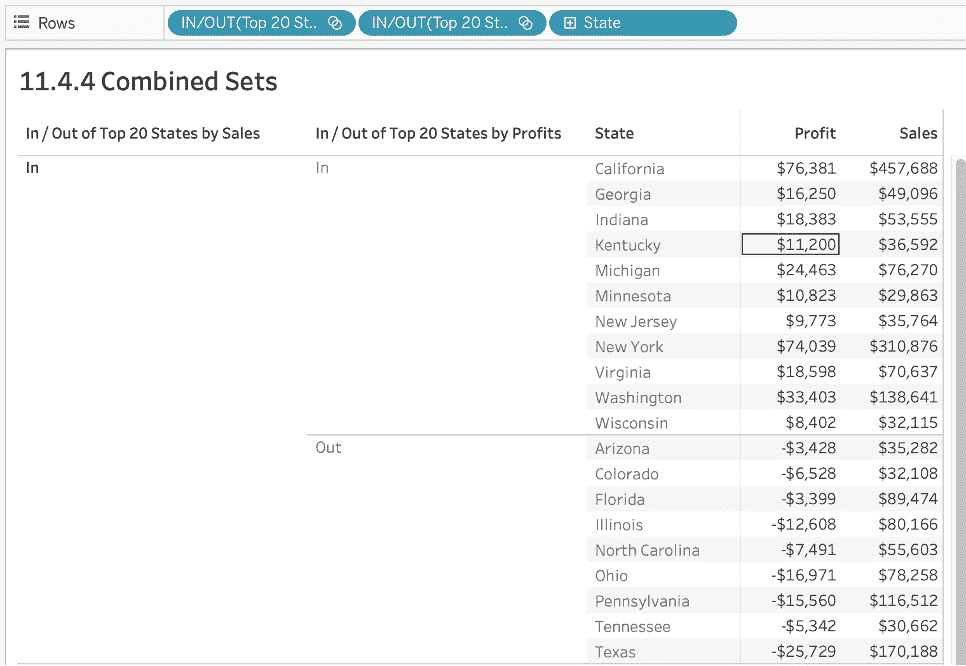 Rows IN/OUT(Top 20 St.. IN/OUT(Top 20 St.. State
11.4.4 Combined Sets
In / Out of Top 20 States by Sales In / Out of Top 20 States by Profits State Profit Sales
In In California $76,381 $457,688
Georgia $16,250 $49,096
Indiana $18,383 $53,555
Kentucky $11,200 $36,592
Michigan $24,463 $76,270
Minnesota $10,823 $29,863
New Jersey $9,773 $35,764
New York $74,039 $310,876
Virginia $18,598 $70,637
Washington $33,403 $138,641
Wisconsin $8,402 $32,115
Out Arizona -$3,428 $35,282
Colorado -$6,528 $32,108
Florida -$3,399 $89,474
Illinois -$12,608 $80,166
North Carolina -$7,491 $55,603
Ohio -$16,971 $78,258
Pennsylvania -$15,560 $116,512
Tennessee -$5,342 $30,662
Texas -$25,729 $170,188